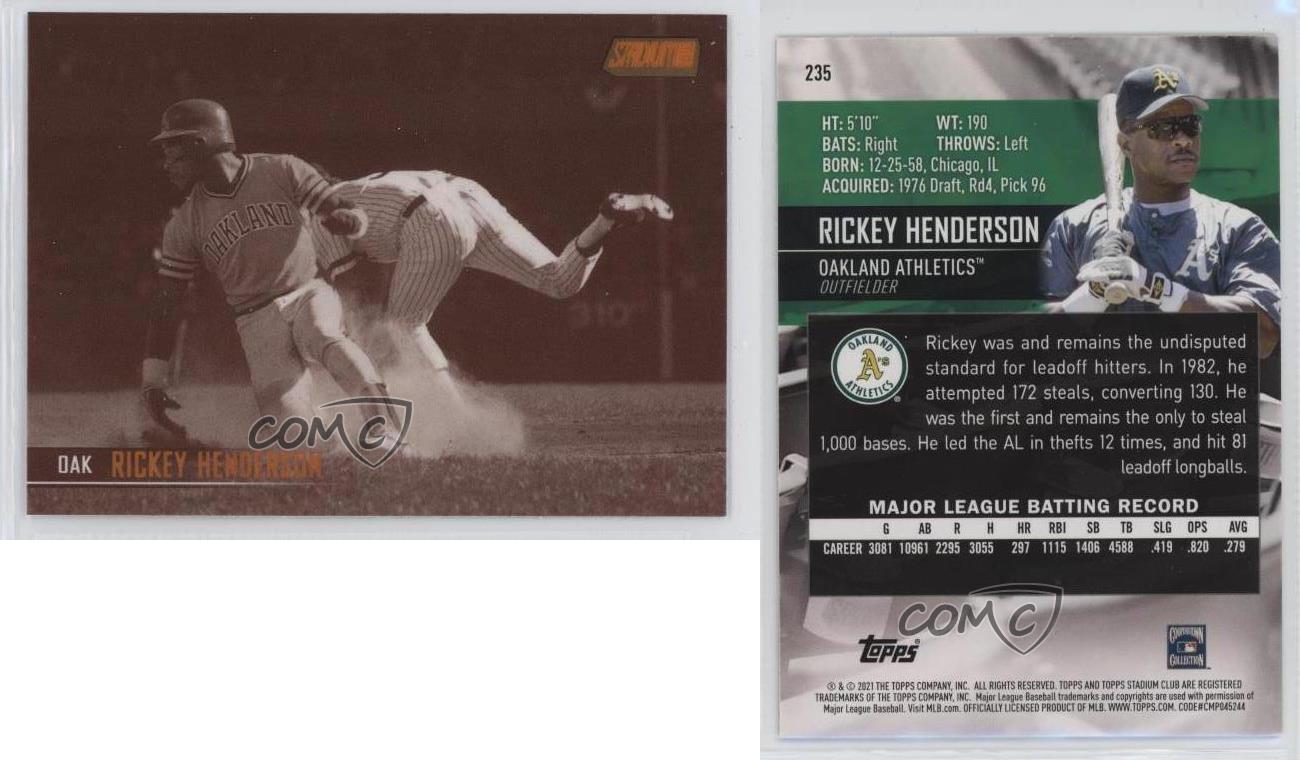 STADIUM
OAKLAND
310
COMC
OAK RICKEY HENDERSON
235
HT: 5'10" WT: 190
BATS: Right THROWS: Left
BORN: 12-25-58, Chicago, IL
ACQUIRED: 1976 Draft, Rd4, Pick 96
RICKEY HENDERSON
OAKLAND ATHLETICS™
OUTFIELDER
A's
A's
OAKLAND
A's
ATHLETICS
®
Rickey was and remains the undisputed
standard for leadoff hitters. In 1982, he
attempted 172 steals, converting 130. He
was the first and remains the only to steal
1,000 bases. He led the AL in thefts 12 times, and hit 81
leadoff longballs.
MAJOR LEAGUE BATTING RECORD
G AB R H HR RBI SB TB SLG OPS AVG
CAREER 3081 10961 2295 3055 297 1115 1406 4588 .419 .820 .279
COMC
TOPPS®
COOPERSTOWN
COLLECTION
® & © 2021 THE TOPPS COMPANY, INC. ALL RIGHTS RESERVED. TOPPS AND TOPPS STADIUM CLUB ARE REGISTERED
TRADEMARKS OF THE TOPPS COMPANY, INC. Major League Baseball trademarks and copyrights are used with permission of
Major League Baseball. Visit MLB.com. OFFICIALLY LICENSED PRODUCT OF MLB. WWW.TOPPS.COM. CODE#CMP045244